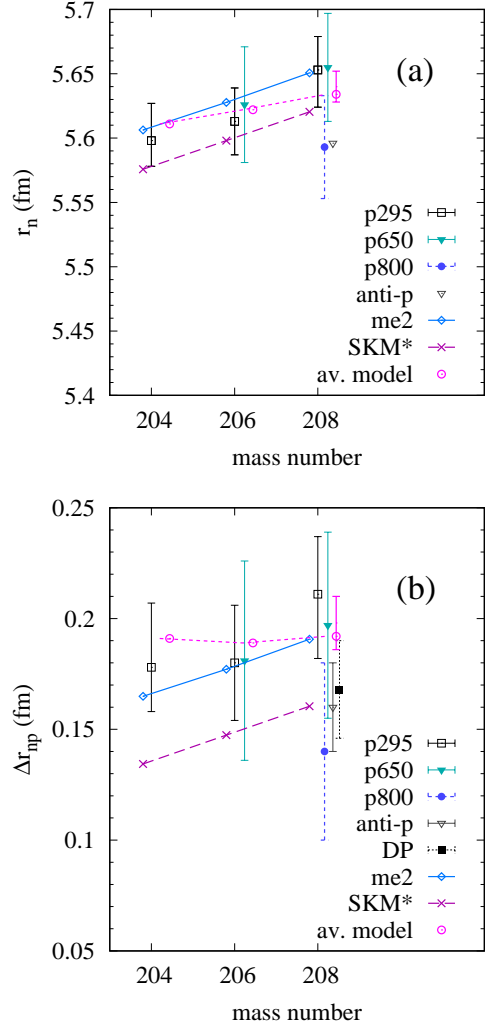 5.7
5.65
5.6
5.55
5.5
5.45
5.4
r_n (fm)
(a)
p295
p650
p800
anti-p
me2
SKM*
av. model
204 206 208
mass number
0.25
0.2
0.15
0.1
0.05
Δr_np (fm)
(b)
p295
p650
p800
anti-p
DP
me2
SKM*
av. model
204 206 208
mass number